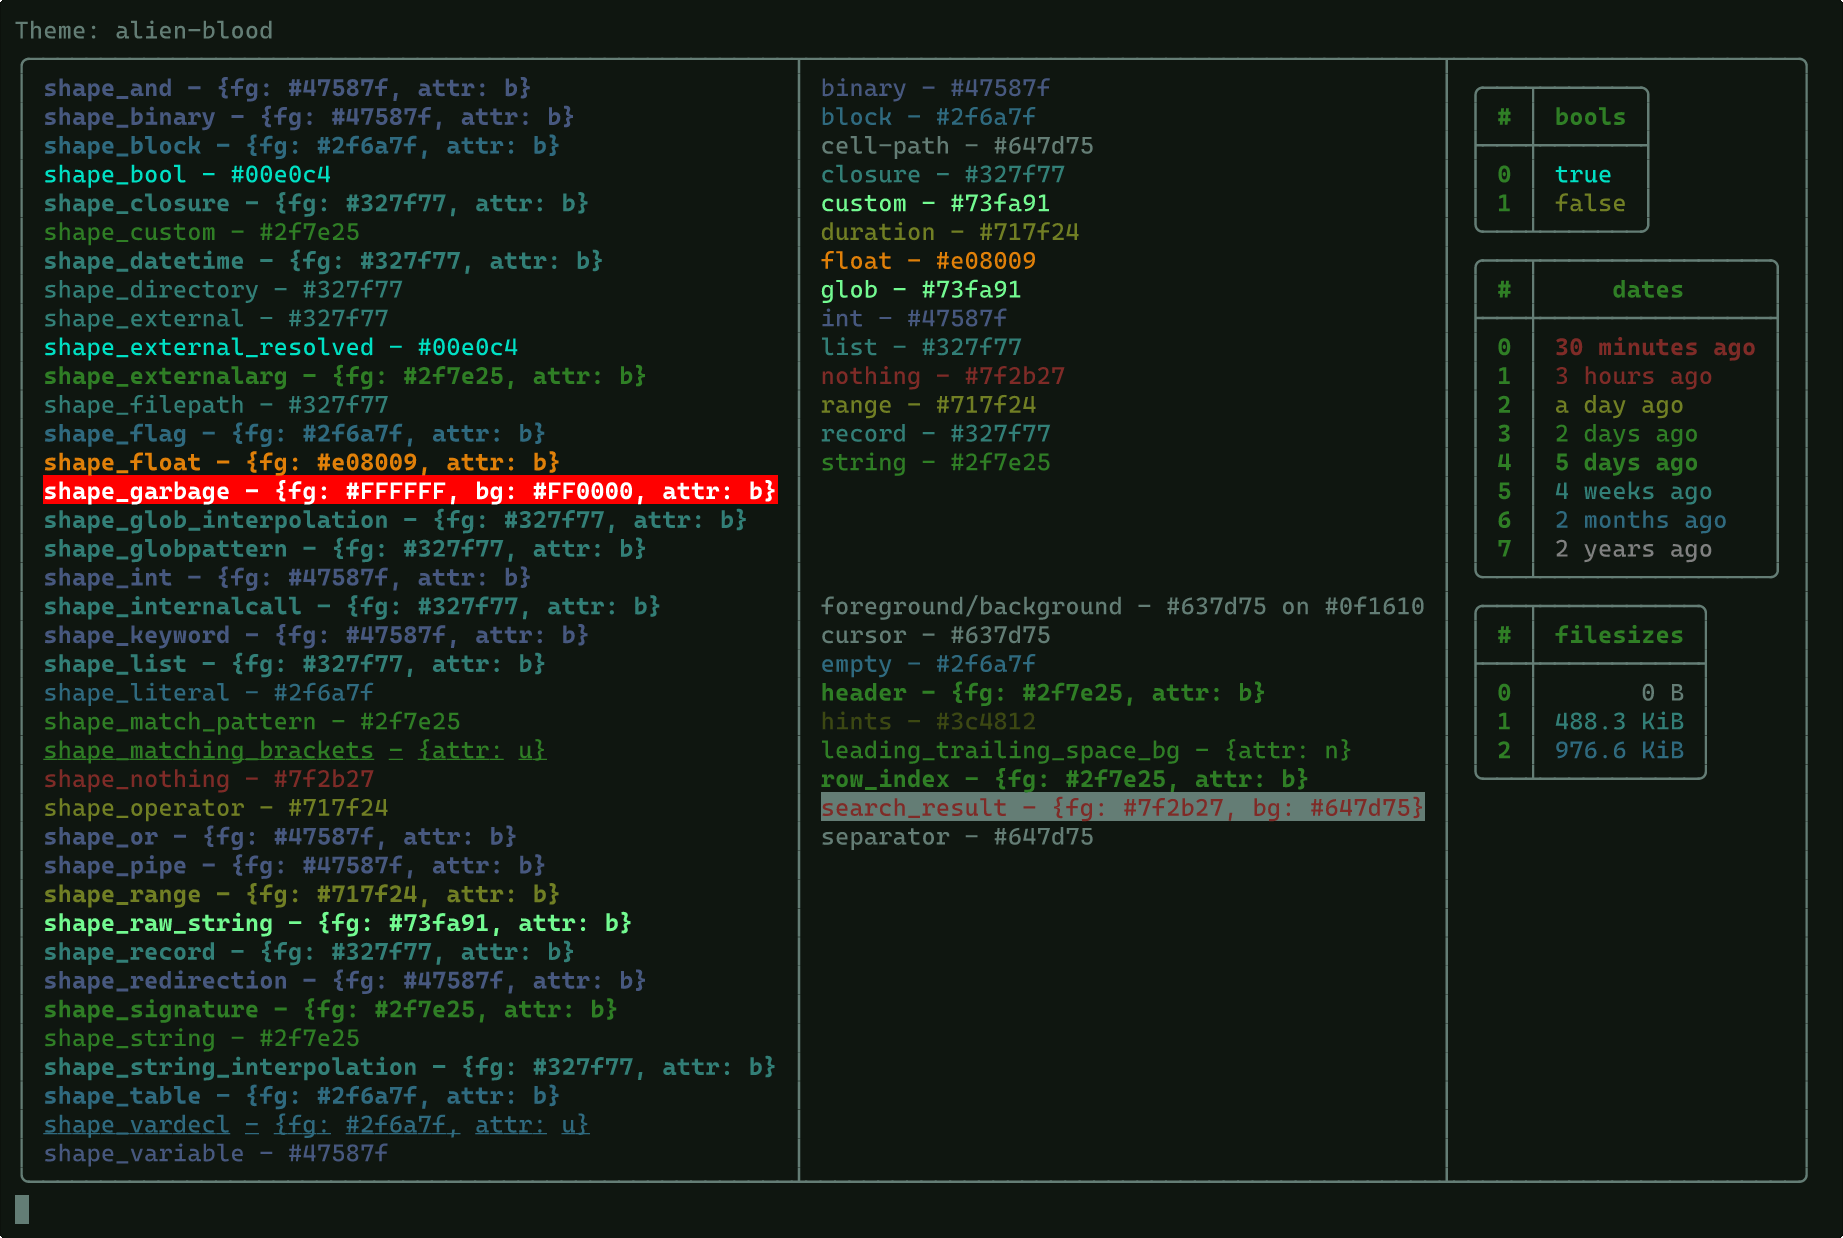 Theme: alien-blood
shape_and - {fg: #47587f, attr: b}
shape_binary - {fg: #47587f, attr: b}
shape_block - {fg: #2f6a7f, attr: b}
shape_bool - #00e0c4
shape_closure - {fg: #327f77, attr: b}
shape_custom - #2f7e25
shape_datetime - {fg: #327f77, attr: b}
shape_directory - #327f77
shape_external - #327f77
shape_external_resolved - #00e0c4
shape_externalarg - {fg: #2f7e25, attr: b}
shape_filepath - #327f77
shape_flag - {fg: #2f6a7f, attr: b}
shape_float - {fg: #e08009, attr: b}
shape_garbage - {fg: #FFFFFF, bg: #FF0000, attr: b}
shape_glob_interpolation - {fg: #327f77, attr: b}
shape_globpattern - {fg: #327f77, attr: b}
shape_int - {fg: #47587f, attr: b}
shape_internalcall - {fg: #327f77, attr: b}
shape_keyword - {fg: #47587f, attr: b}
shape_list - {fg: #327f77, attr: b}
shape_literal - #2f6a7f
shape_match_pattern - #2f7e25
shape_matching_brackets - {attr: u}
shape_nothing - #7f2b27
shape_operator - #717f24
shape_or - {fg: #47587f, attr: b}
shape_pipe - {fg: #47587f, attr: b}
shape_range - {fg: #717f24, attr: b}
shape_raw_string - {fg: #73fa91, attr: b}
shape_record - {fg: #327f77, attr: b}
shape_redirection - {fg: #47587f, attr: b}
shape_signature - {fg: #2f7e25, attr: b}
shape_string - #2f7e25
shape_string_interpolation - {fg: #327f77, attr: b}
shape_table - {fg: #2f6a7f, attr: b}
shape_vardecl - {fg: #2f6a7f, attr: u}
shape_variable - #47587f
binary - #47587f
block - #2f6a7f
cell-path - #647d75
closure - #327f77
custom - #73fa91
duration - #717f24
float - #e08009
glob - #73fa91
int - #47587f
list - #327f77
nothing - #7f2b27
range - #717f24
record - #327f77
string - #2f7e25
foreground/background - #637d75 on #0f1610
cursor - #637d75
empty - #2f6a7f
header - {fg: #2f7e25, attr: b}
hints - #3c4812
leading_trailing_space_bg - {attr: n}
row_index - {fg: #2f7e25, attr: b}
search_result - {fg: #7f2b27, bg: #647d75}
separator - #647d75
# bools
0 true
1 false
# dates
0 30 minutes ago
1 3 hours ago
2 a day ago
3 2 days ago
4 5 days ago
5 4 weeks ago
6 2 months ago
7 2 years ago
# filesizes
0 0 B
1 488.3 KiB
2 976.6 KiB